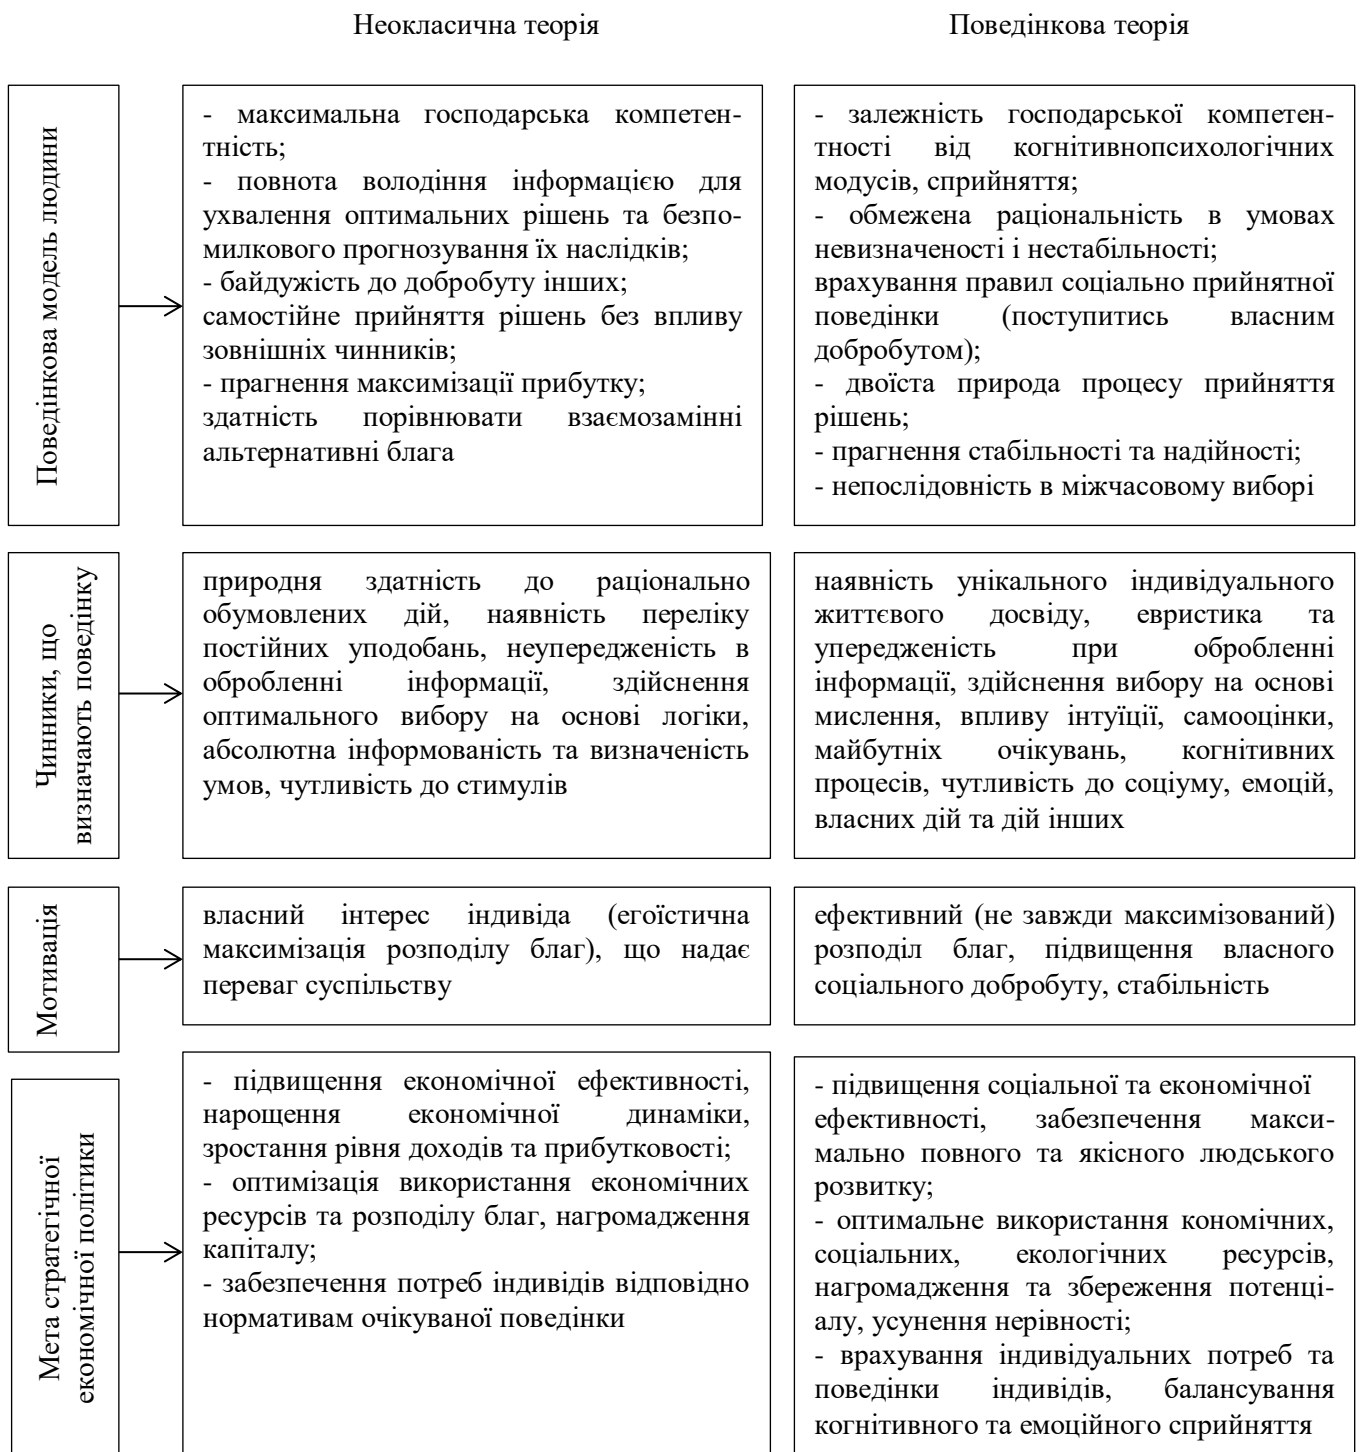 Неокласична теорія
Поведінкова теорія
Поведінкова модель людини
- максимальна господарська компетен-
тність;
- повнота володіння інформацією для
ухвалення оптимальних рішень та безпо-
милкового прогнозування їх наслідків;
- байдужість до добробуту інших;
самостійне прийняття рішень без впливу
зовнішніх чинників;
- прагнення максимізації прибутку;
здатність порівнювати взаємозамінні
альтернативні блага
- залежність господарської компетен-
тності від когнітивнопсихологічних
модусів, сприйняття;
- обмежена раціональність в умовах
невизначеності і нестабільності;
врахування правил соціально прийнятної
поведінки (поступитись власним
добробутом);
- двоїста природа процесу прийняття
рішень;
- прагнення стабільності та надійності;
- непослідовність в міжчасовому виборі
Чинники, що
визначають поведінку
природня здатність до раціонально
обумовлених дій, наявність переліку
постійних уподобань, неупередженість в
обробленні інформації, здійснення
оптимального вибору на основі логіки,
абсолютна інформованість та визначеність
умов, чутливість до стимулів
наявність унікального індивідуального
життєвого досвіду, евристика та
упередженість при обробленні
інформації, здійснення вибору на основі
мислення, впливу інтуїції, самооцінки,
майбутніх очікувань, когнітивних
процесів, чутливість до соціуму, емоцій,
власних дій та дій інших
Мотивація
власний інтерес індивіда (егоїстична
максимізація розподілу благ), що надає
переваг суспільству
ефективний (не завжди максимізований)
розподіл благ, підвищення власного
соціального добробуту, стабільність
Мета стратегічної
економічної політики
- підвищення економічної ефективності,
нарощення економічної динаміки,
зростання рівня доходів та прибутковості;
- оптимізація використання економічних
ресурсів та розподілу благ, нагромадження
капіталу;
- забезпечення потреб індивідів відповідно
нормативам очікуваної поведінки
- підвищення соціальної та економічної
ефективності, забезпечення макси-
мально повного та якісного людського
розвитку;
- оптимальне використання кономічних,
соціальних, екологічних ресурсів,
нагромадження та збереження потенці-
алу, усунення нерівності;
- врахування індивідуальних потреб та
поведінки індивідів, балансування
когнітивного та емоційного сприйняття